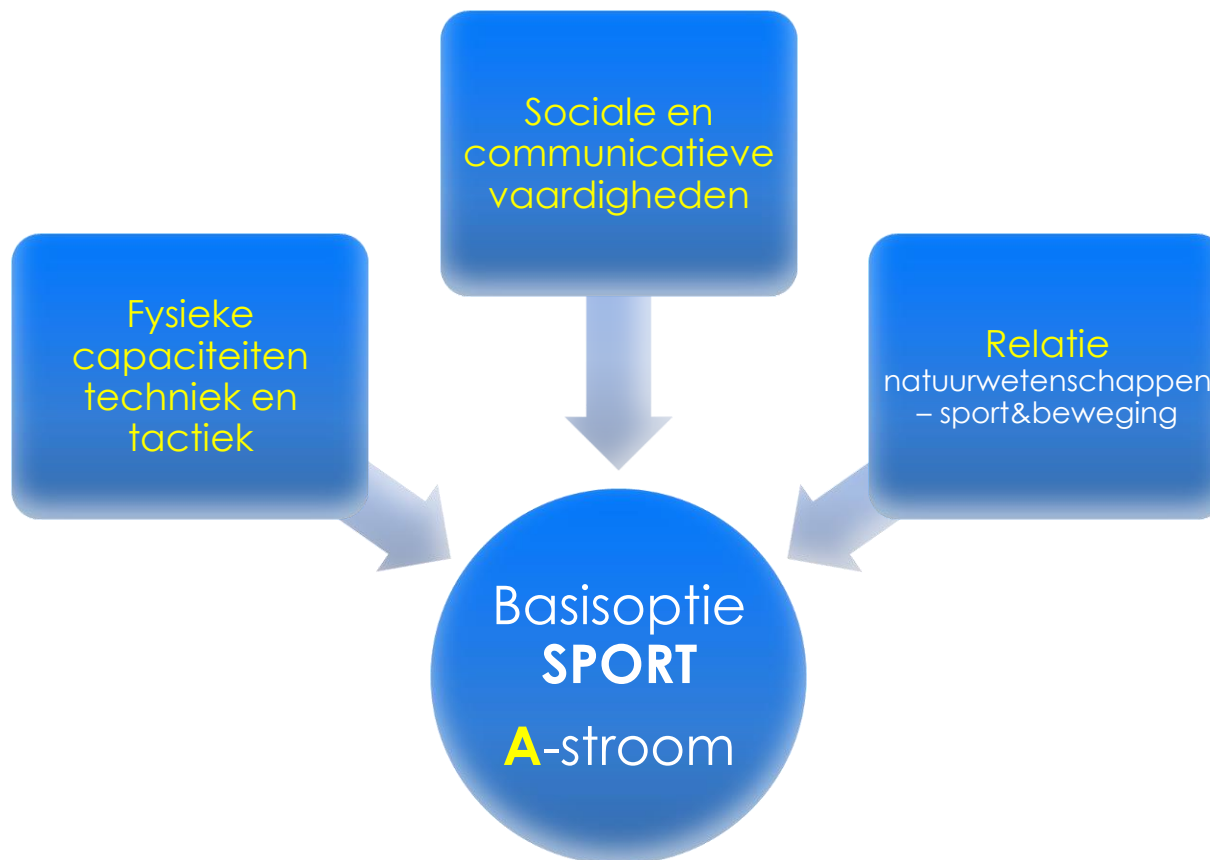 Sociale en
communicatieve
vaardigheden
Fysieke
capaciteiten
techniek en
tactiek
Relatie
natuurwetenschappen
– sport&beweging
Basisoptie
SPORT
A-stroom